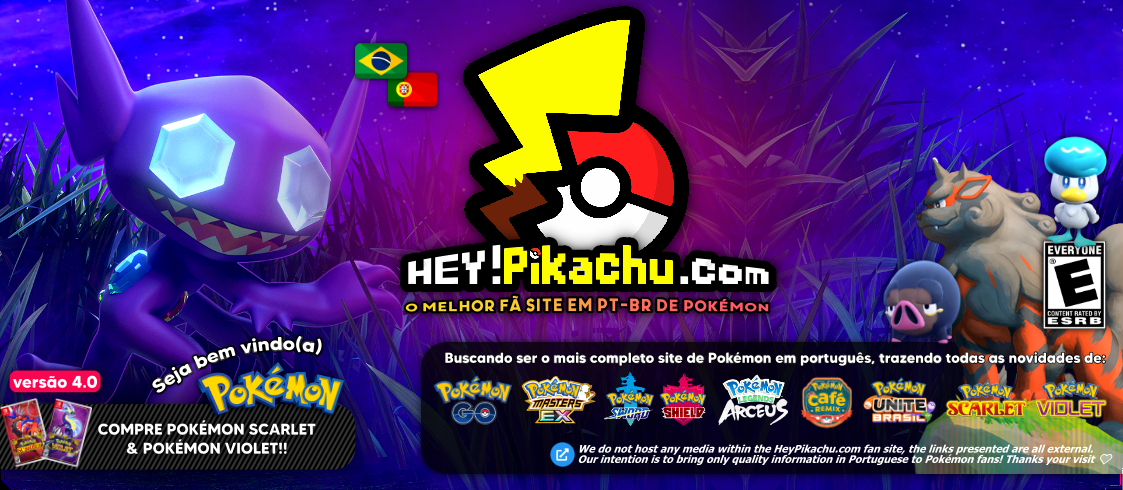 HEY!PikaChu.Com
O MELHOR FÃ SITE EM PT-BR DE POKÉMON
EVERYONE
E
CONTENT RATED BY
ESRB
Seja bem vindo(a)
POKÉMON
versão 4.0
COMPRE POKÉMON SCARLET
& POKÉMON VIOLET!!
Buscando ser o mais completo site de Pokémon em português, trazendo todas as novidades de:
POKÉMON GO
POKÉMON MASTERS EX
POKÉMON SWORD
POKÉMON SHIELD
POKÉMON LEGENDS ARCEUS
POKÉMON Café REMIX
POKÉMON UNITE BRASIL
POKÉMON SCARLET
POKÉMON VIOLET
We do not host any media within the HeyPikachu.com fan site, the links presented are all external.
Our intention is to bring only quality information in Portuguese to Pokémon fans! Thanks your visit